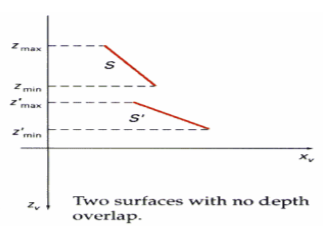 z max
S
z min
z' max
S'
z' min
x v
z v
Two surfaces with no depth
overlap.